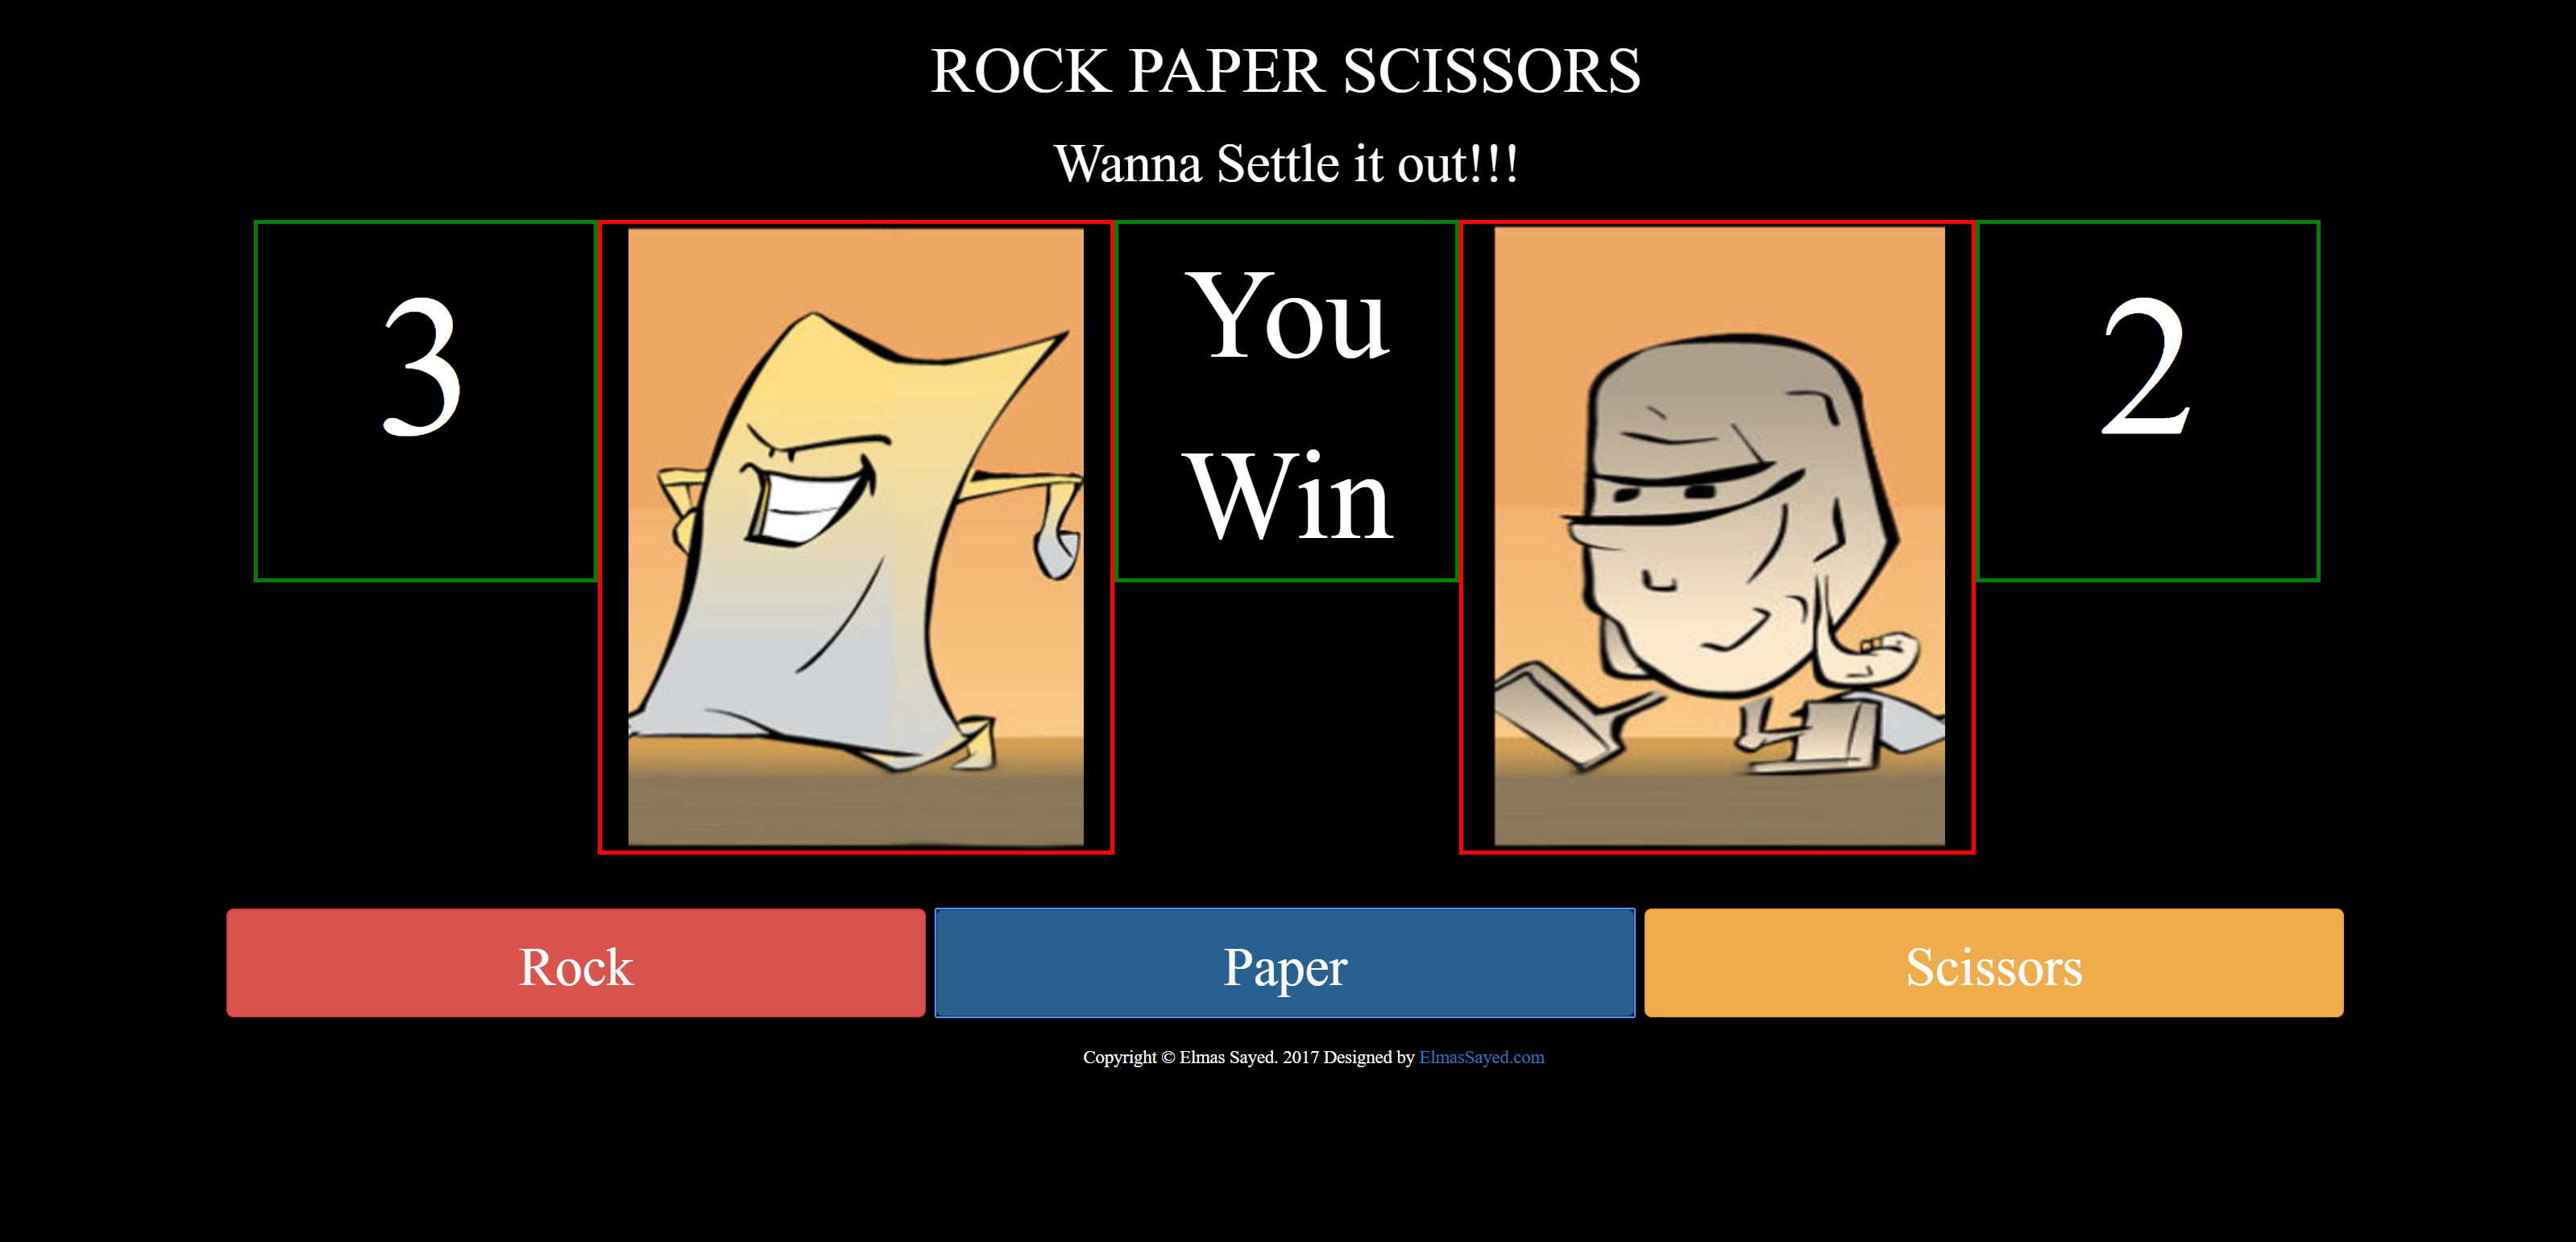 ROCK PAPER SCISSORS
Wanna Settle it out!!!
3
You
Win
2
Rock
Paper
Scissors
Copyright © Elmas Sayed. 2017 Designed by ElmasSayed.com